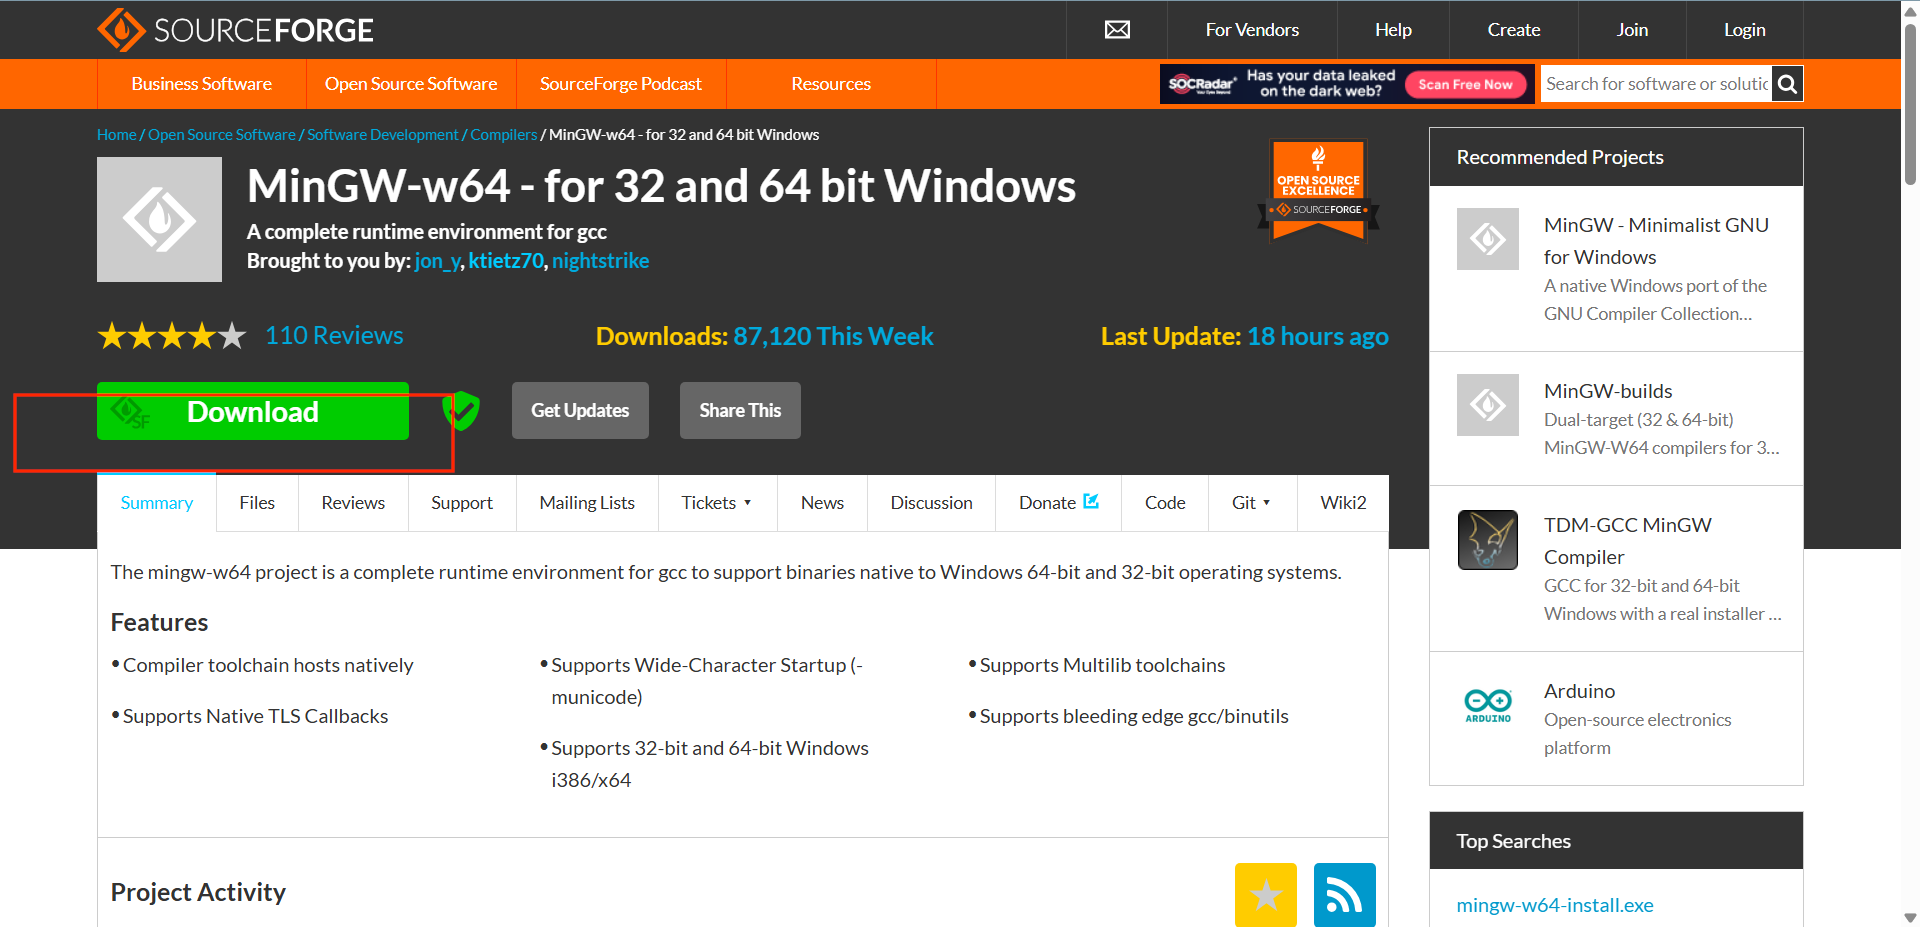 SOURCEFORGE
For Vendors
Help
Create
Join
Login
Business Software
Open Source Software
SourceForge Podcast
Resources
SOCRadar
Has your data leaked
on the dark web?
Scan Free Now
Search for software or solutic
Home / Open Source Software / Software Development / Compilers / MinGW-w64 - for 32 and 64 bit Windows
MinGW-w64 - for 32 and 64 bit Windows
A complete runtime environment for gcc
Brought to you by: jon_y, ktietz70, nightstrike
OPEN SOURCE
EXCELLENCE
SOURCEFORGE
110 Reviews
Downloads: 87,120 This Week
Last Update: 18 hours ago
SF
Download
Get Updates
Share This
Summary
Files
Reviews
Support
Mailing Lists
Tickets
News
Discussion
Donate
Code
Git
Wiki2
The mingw-w64 project is a complete runtime environment for gcc to support binaries native to Windows 64-bit and 32-bit operating systems.
Features
• Compiler toolchain hosts natively
• Supports Native TLS Callbacks
• Supports Wide-Character Startup (-
municode)
• Supports 32-bit and 64-bit Windows
i386/x64
• Supports Multilib toolchains
• Supports bleeding edge gcc/binutils
Project Activity
Recommended Projects
MinGW - Minimalist GNU
for Windows
A native Windows port of the
GNU Compiler Collection...
MinGW-builds
Dual-target (32 & 64-bit)
MinGW-W64 compilers for 3...
TDM-GCC MinGW
Compiler
GCC for 32-bit and 64-bit
Windows with a real installer ...
ARDUINO
Arduino
Open-source electronics
platform
Top Searches
mingw-w64-install.exe